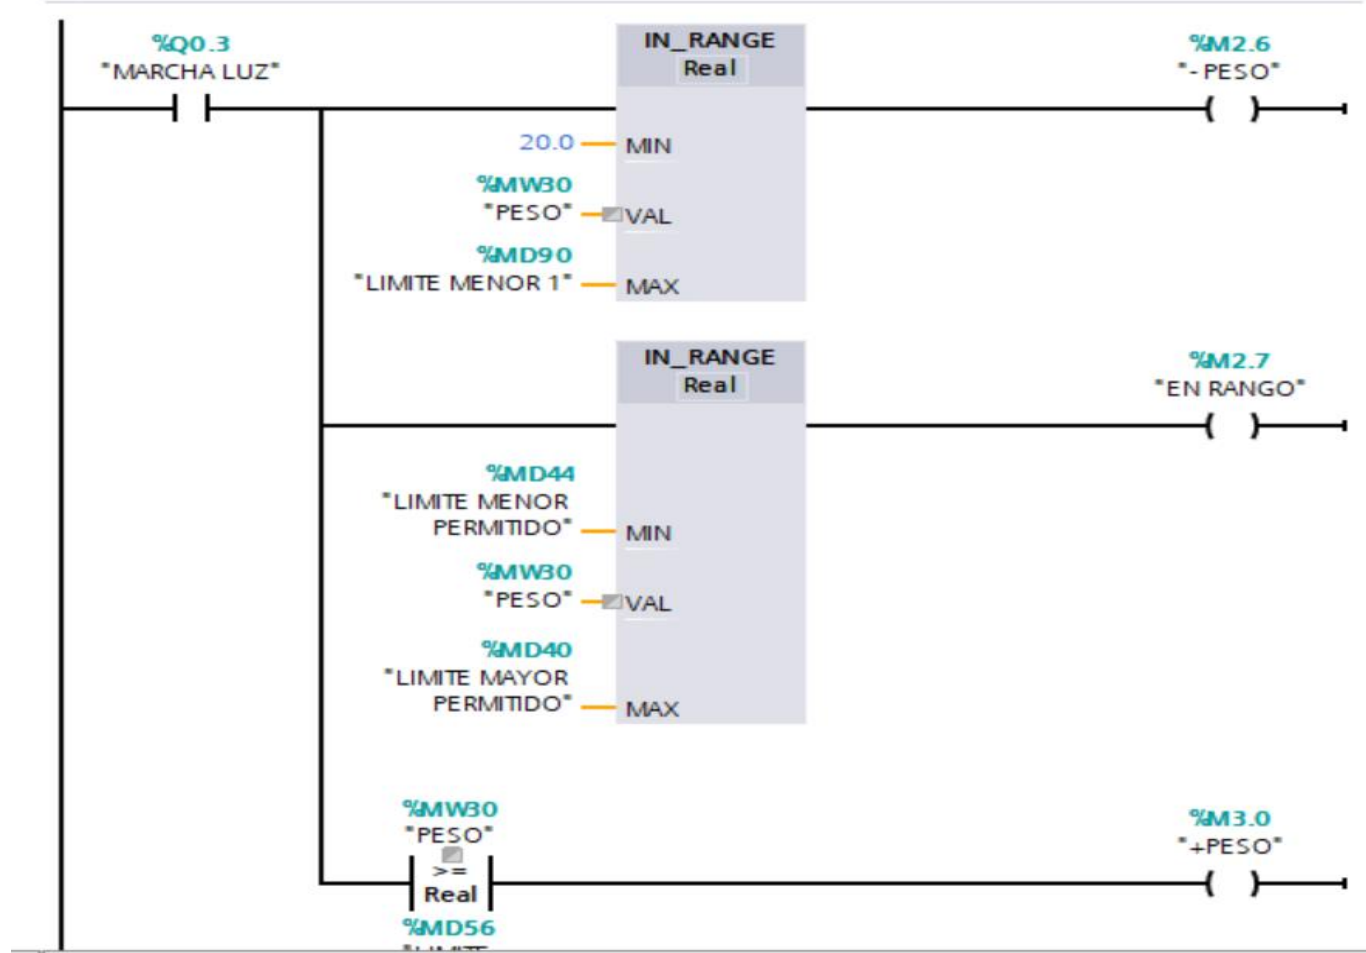 %Q0.3
"MARCHA LUZ"
IN_RANGE
Real
%M2.6
"- PESO"
20.0
MIN
%MW30
"PESO"
VAL
%MD90
"LIMITE MENOR 1"
MAX
IN_RANGE
Real
%M2.7
"EN RANGO"
%MD44
"LIMITE MENOR
PERMITIDO"
MIN
%MW30
"PESO"
VAL
%MD40
"LIMITE MAYOR
PERMITIDO"
MAX
%MW30
"PESO"
>=
Real
%MD56
%M3.0
"+PESO"